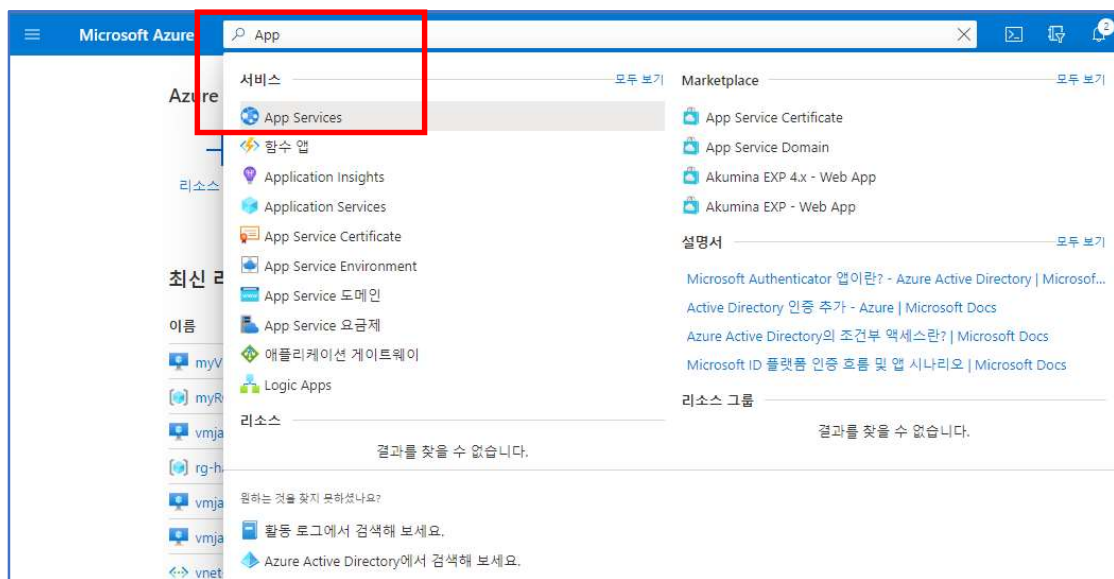 Microsoft Azure
App
2
서비스
모두 보기
App Services
함수 앱
Application Insights
Application Services
App Service Certificate
App Service Environment
App Service 도메인
App Service 요금제
애플리케이션 게이트웨이
Logic Apps
리소스
결과를 찾을 수 없습니다.
Marketplace
모두 보기
App Service Certificate
App Service Domain
Akumina EXP 4.x - Web App
Akumina EXP - Web App
설명서
모두 보기
Microsoft Authenticator 앱이란? - Azure Active Directory | Microsof...
Active Directory 인증 추가 - Azure | Microsoft Docs
Azure Active Directory의 조건부 액세스란? | Microsoft Docs
Microsoft ID 플랫폼 인증 흐름 및 앱 시나리오 | Microsoft Docs
리소스 그룹
결과를 찾을 수 없습니다.
원하는 것을 찾지 못하셨나요?
활동 로그에서 검색해 보세요.
Azure Active Directory에서 검색해 보세요.
Azure
리소스
최신
이름
myV
myR
vmja
rg-h
vmja
vmja
vnet